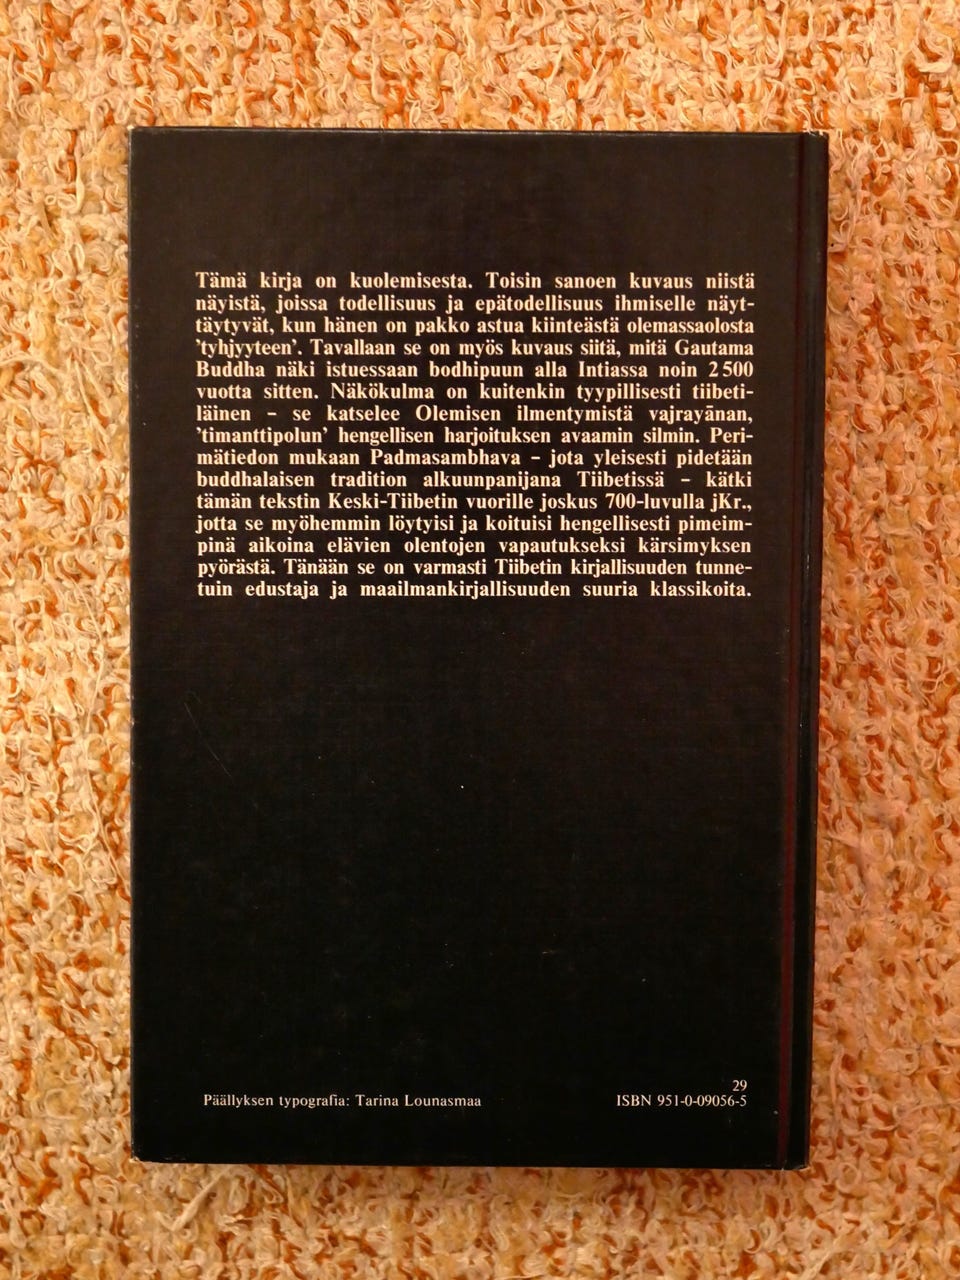 Tämä kirja on kuolemisesta. Toisin sanoen kuvaus niistä
näyistä, joissa todellisuus ja epätodellisuus ihmiselle näyt-
täytyvät, kun hänen on pakko astua kiinteästä olemassaolosta
'tyhjyyteen'. Tavallaan se on myös kuvaus siitä, mitä Gautama
Buddha näki istuessaan bodhipuun alla Intiassa noin 2 500
vuotta sitten. Näkökulma on kuitenkin tyypillisesti tiibeti-
läinen – se katselee Olemisen ilmentymistä vajrayānan,
'timanttipolun' hengellisen harjoituksen avaamin silmin. Peri-
mätiedon mukaan Padmasambhava – jota yleisesti pidetään
buddhalaisen tradition alkuunpanijana Tiibetissä – kätki
tämän tekstin Keski-Tiibetin vuorille joskus 700-luvulla jKr.,
jotta se myöhemmin löytyisi ja koituisi hengellisesti pimeim-
pinä aikoina elävien olentojen vapautukseksi kärsimyksen
pyörästä. Tänään se on varmasti Tiibetin kirjallisuuden tunne-
tuin edustaja ja maailmankirjallisuuden suuria klassikoita.
29
Päällyksen typografia: Tarina Lounasmaa ISBN 951-0-09056-5